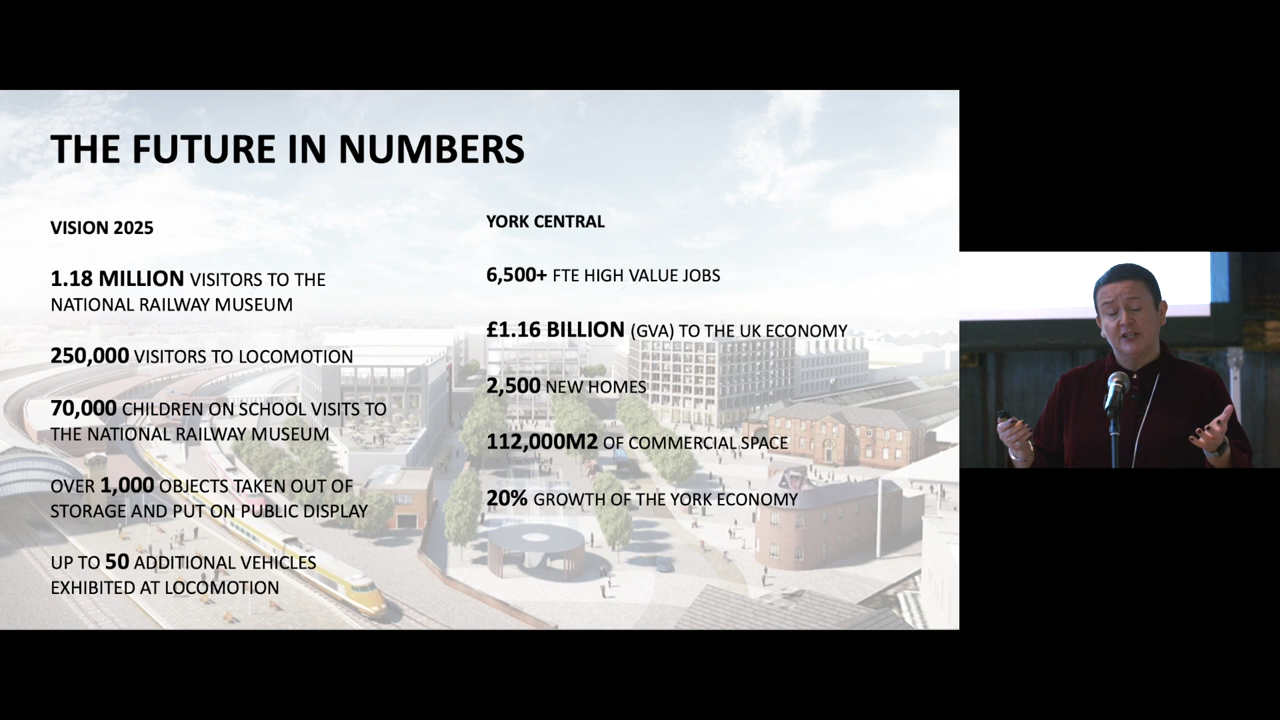 THE FUTURE IN NUMBERS
VISION 2025
1.18 MILLION VISITORS TO THE
NATIONAL RAILWAY MUSEUM
250,000 VISITORS TO LOCOMOTION
70,000 CHILDREN ON SCHOOL VISITS TO
THE NATIONAL RAILWAY MUSEUM
OVER 1,000 OBJECTS TAKEN OUT OF
STORAGE AND PUT ON PUBLIC DISPLAY
UP TO 50 ADDITIONAL VEHICLES
EXHIBITED AT LOCOMOTION
YORK CENTRAL
6,500+ FTE HIGH VALUE JOBS
£1.16 BILLION (GVA) TO THE UK ECONOMY
2,500 NEW HOMES
112,000M2 OF COMMERCIAL SPACE
20% GROWTH OF THE YORK ECONOMY